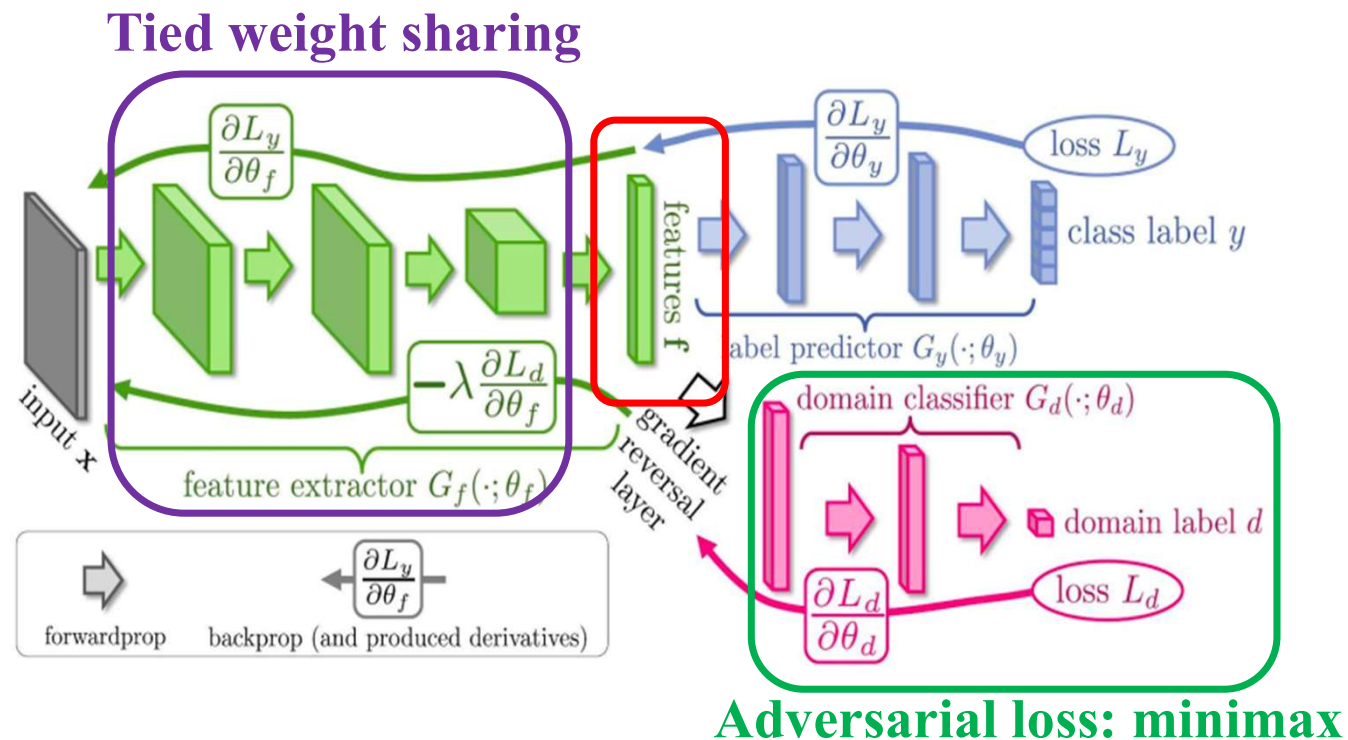 Tied weight sharing
∂L_y
∂θ_f
∂L_y
∂θ_y
loss L_y
features f
class label y
label predictor G_y(·;θ_y)
−λ ∂L_d
∂θ_f
input x
feature extractor G_f(·;θ_f)
gradient
reversal
layer
domain classifier G_d(·;θ_d)
domain label d
loss L_d
∂L_d
∂θ_d
∂L_y
∂θ_f
forwardprop
backprop (and produced derivatives)
Adversarial loss: minimax